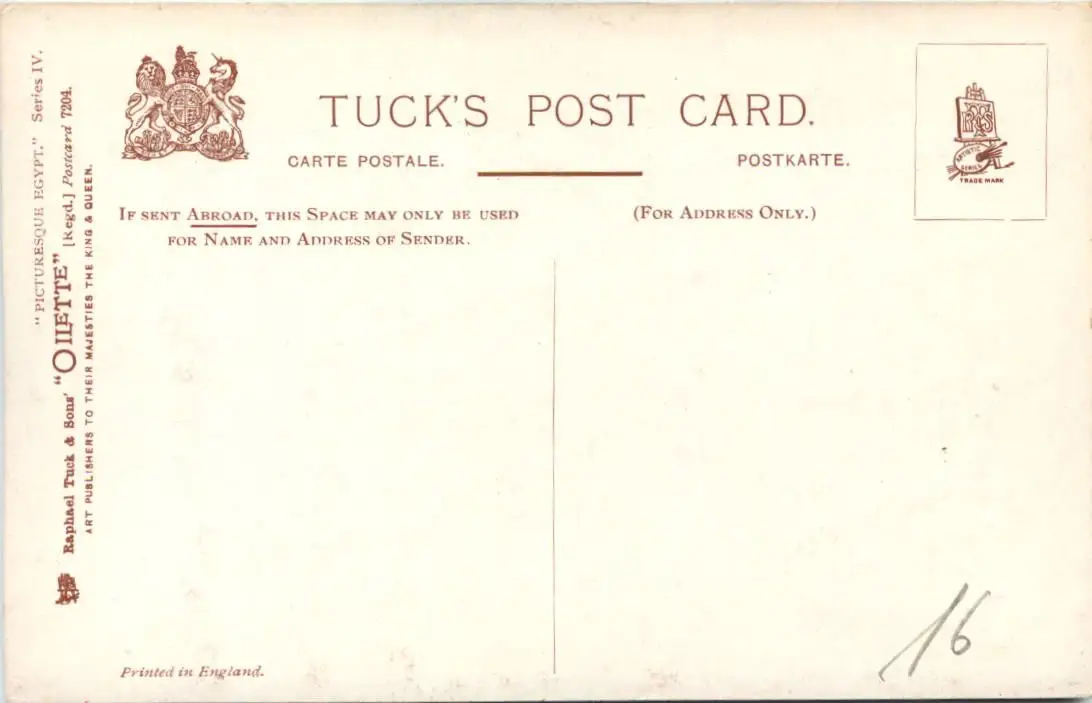 "PICTURESQUE EGYPT." Series IV.
Raphael Tuck & Sons' "OILETTE" [Regd.] Postcard 7204.
ART PUBLISHERS TO THEIR MAJESTIES THE KING & QUEEN.
TUCK'S POST CARD.
CARTE POSTALE.
POSTKARTE.
IF SENT ABROAD, THIS SPACE MAY ONLY BE USED
FOR NAME AND ADDRESS OF SENDER.
(FOR ADDRESS ONLY.)
ARTISTIC
SERIES
TRADE MARK
16
Printed in England.